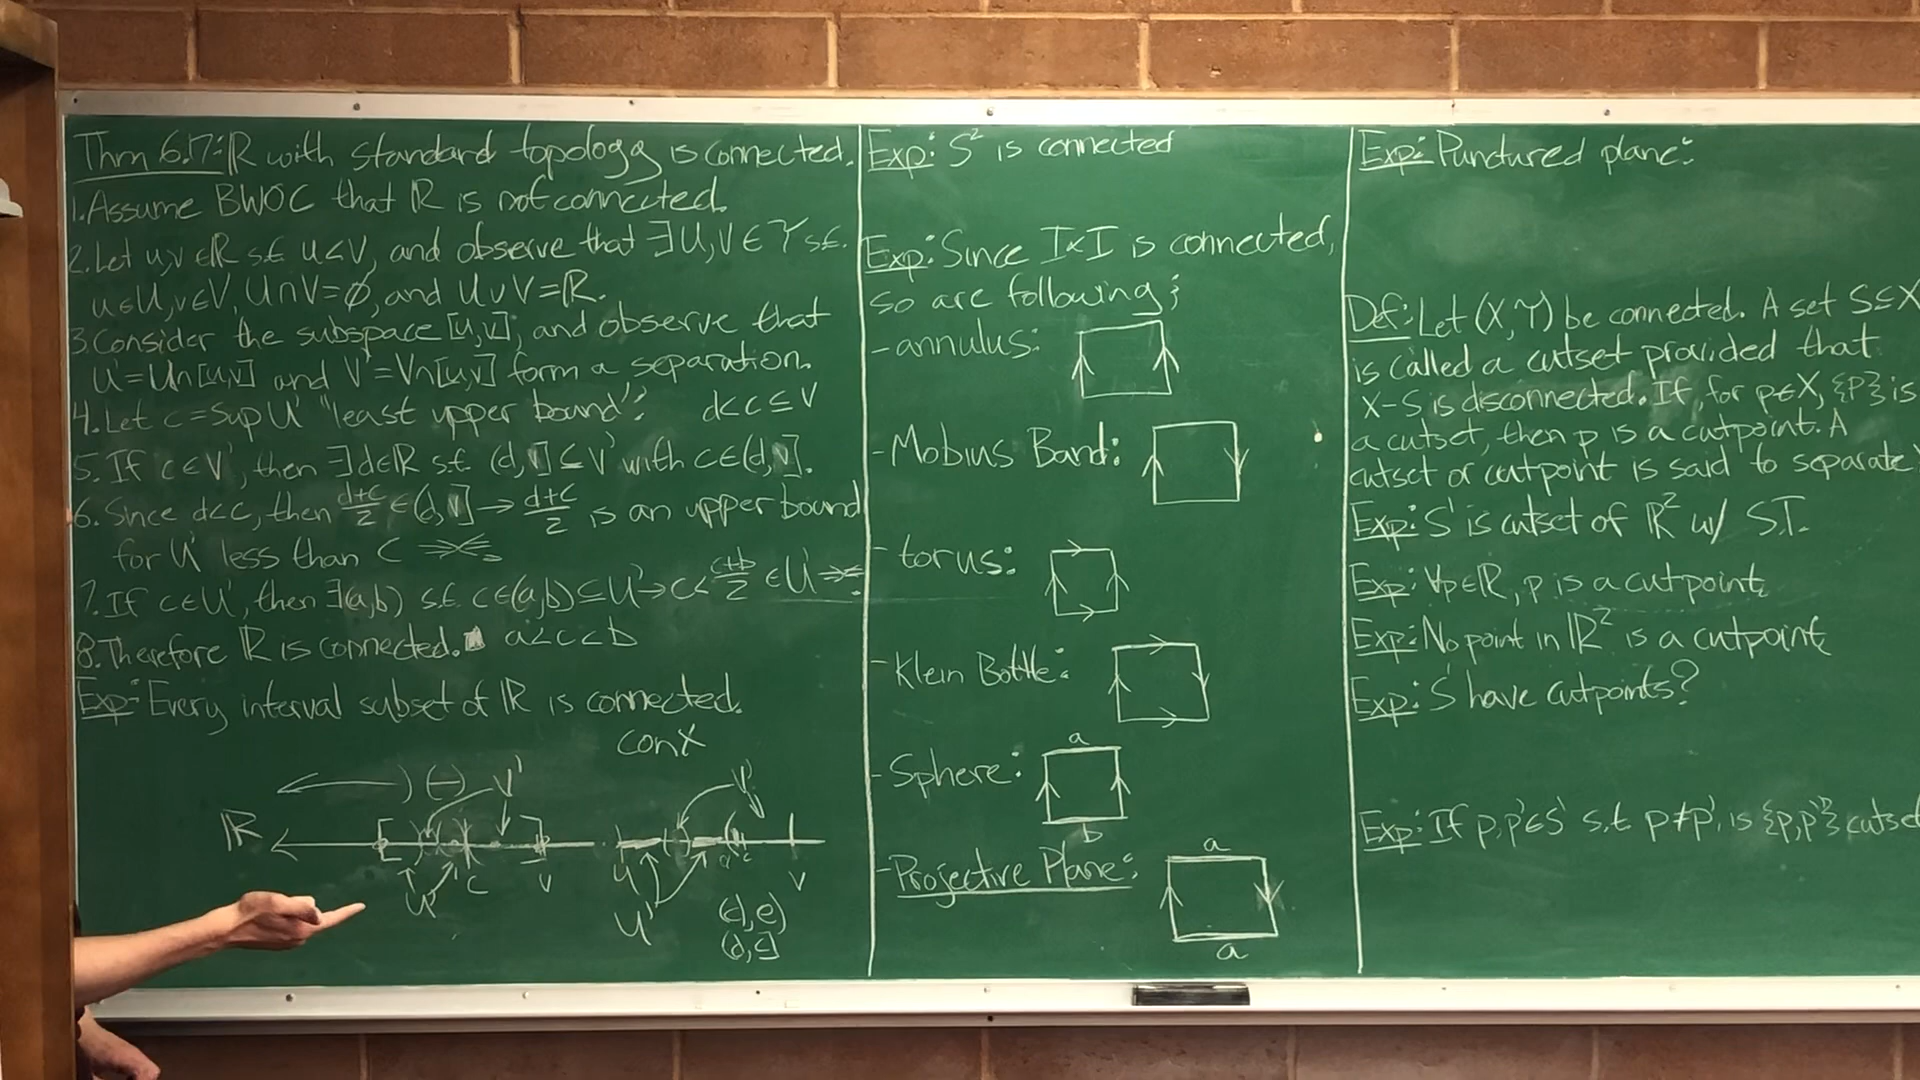 Thm 6.7: ℝ with standard topology is connected.
1. Assume BWOC that ℝ is not connected.
2. Let u,v ∈ ℝ s.t. u<v, and observe that ∃U,V ∈ Υ s.t.
u∈U, v∈V, U∩V=∅, and U∪V=ℝ.
3. Consider the subspace [u,v], and observe that
U'=U∩[u,v] and V'=V∩[u,v] form a separation.
4. Let c=sup U' "least upper bound". d<c≤v
5. If c∈V', then ∃d∈ℝ s.t. (d,v]⊆V' with c∈(d,v].
6. Since d<c, then (d+c)/2 ∈ (d,v] → (d+c)/2 is an upper bound
for U' less than c ⇒⇐.
7. If c∈U', then ∃(a,b) s.t. c∈(a,b)⊆U' → c< (c+b)/2 ∈U' ⇒⇐.
8. Therefore ℝ is connected. ■ a<c<b
Exp: Every interval subset of ℝ is connected.
conX
) (–) V'
V'
ℝ [ ) ( ) ( ]
U' c v
U' v
(d,e)
(d,c]
Exp: S² is connected
Exp: Since I×I is connected,
so are following:
- annulus:
- Mobius Band:
- torus:
- Klein Bottle:
- Sphere: a
b
- Projective Plane: a
a
Exp: Punctured plane:
Def: Let (X,Υ) be connected. A set S⊆X
is called a cutset provided that
X-S is disconnected. If, for p∈X, {p} is
a cutset, then p is a cutpoint. A
cutset or cutpoint is said to separate
Exp: S¹ is cutset of ℝ² w/ S.T.
Exp: ∀p∈ℝ, p is a cutpoint
Exp: No point in ℝ² is a cutpoint
Exp: S¹ have cutpoints?
Exp: If p,p'∈S¹ s.t. p≠p', is {p,p'} cutset